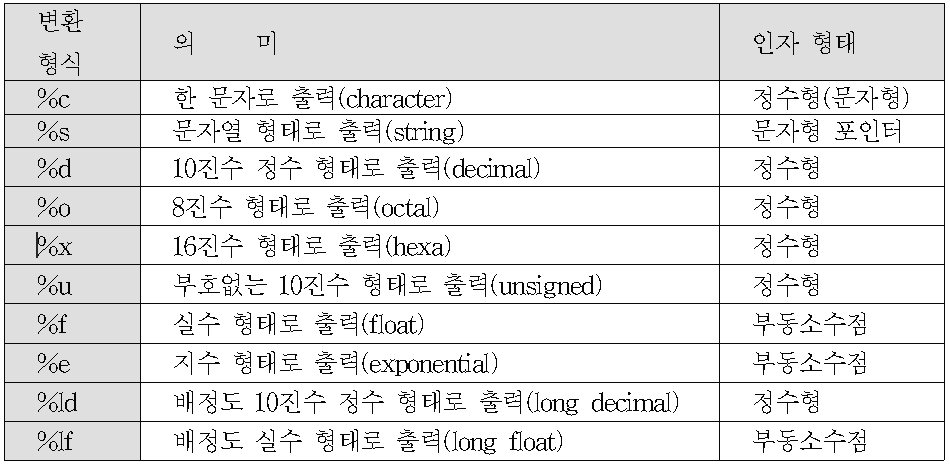 변환 형식 의 미 인자 형태
%c 한 문자로 출력(character) 정수형(문자형)
%s 문자열 형태로 출력(string) 문자형 포인터
%d 10진수 정수 형태로 출력(decimal) 정수형
%o 8진수 형태로 출력(octal) 정수형
%x 16진수 형태로 출력(hexa) 정수형
%u 부호없는 10진수 형태로 출력(unsigned) 정수형
%f 실수 형태로 출력(float) 부동소수점
%e 지수 형태로 출력(exponential) 부동소수점
%ld 배정도 10진수 정수 형태로 출력(long decimal) 정수형
%lf 배정도 실수 형태로 출력(long float) 부동소수점